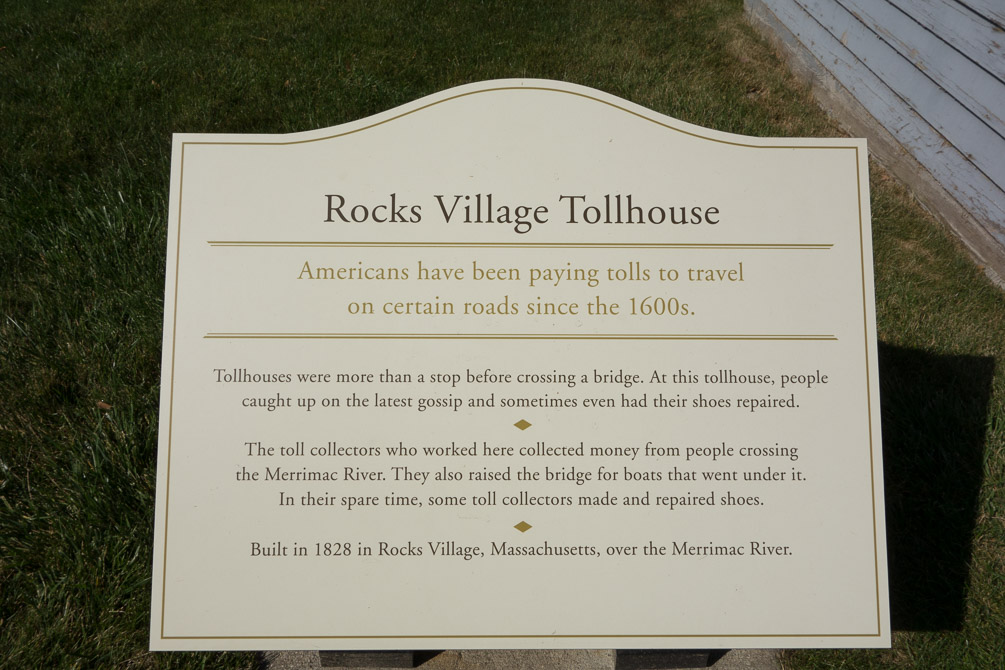 Rocks Village Tollhouse
Americans have been paying tolls to travel
on certain roads since the 1600s.
Tollhouses were more than a stop before crossing a bridge. At this tollhouse, people
caught up on the latest gossip and sometimes even had their shoes repaired.
The toll collectors who worked here collected money from people crossing
the Merrimac River. They also raised the bridge for boats that went under it.
In their spare time, some toll collectors made and repaired shoes.
Built in 1828 in Rocks Village, Massachusetts, over the Merrimac River.